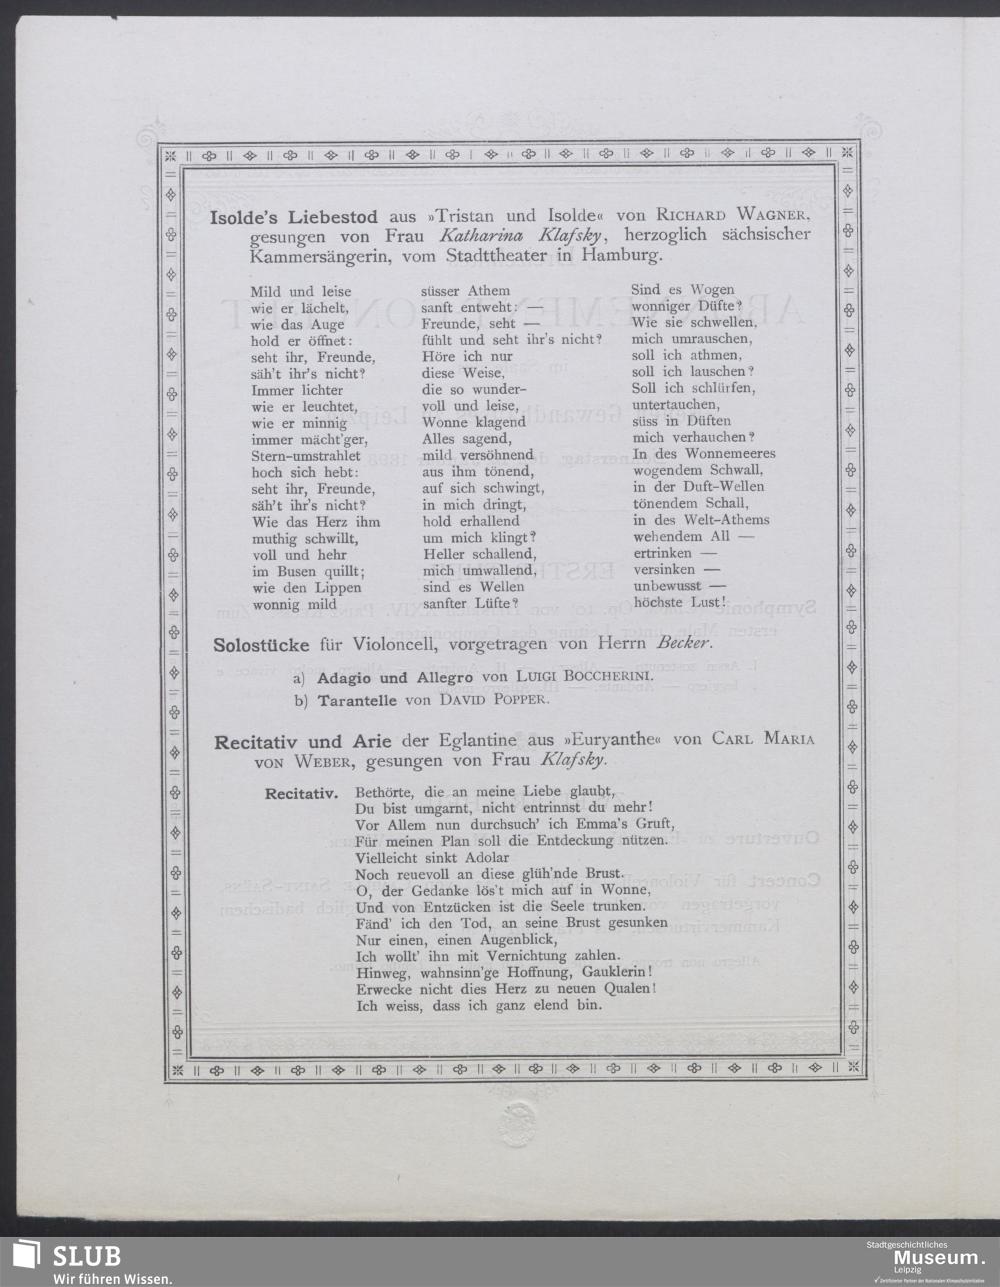 Isolde's Liebestod aus »Tristan und Isolde« von RICHARD WAGNER,
gesungen von Frau Katharina Klafsky, herzoglich sächsischer
Kammersängerin, vom Stadttheater in Hamburg.
Mild und leise
wie er lächelt,
wie das Auge
hold er öffnet:
seht ihr, Freunde,
säh't ihr's nicht?
Immer lichter
wie er leuchtet,
wie er minnig
immer mächt'ger,
Stern-umstrahlet
hoch sich hebt:
seht ihr, Freunde,
säh't ihr's nicht?
Wie das Herz ihm
muthig schwillt,
voll und hehr
im Busen quillt;
wie den Lippen
wonnig mild
süsser Athem
sanft entweht: —
Freunde, seht —
fühlt und seht ihr's nicht?
Höre ich nur
diese Weise,
die so wunder-
voll und leise,
Wonne klagend
Alles sagend,
mild versöhnend
aus ihm tönend,
auf sich schwingt,
in mich dringt,
hold erhallend
um mich klingt?
Heller schallend,
mich umwallend,
sind es Wellen
sanfter Lüfte?
Sind es Wogen
wonniger Düfte?
Wie sie schwellen,
mich umrauschen,
soll ich athmen,
soll ich lauschen?
Soll ich schlürfen,
untertauchen,
süss in Düften
mich verhauchen?
In des Wonnemeeres
wogendem Schwall,
in der Duft-Wellen
tönendem Schall,
in des Welt-Athems
wehendem All —
ertrinken —
versinken —
unbewusst —
höchste Lust!
Solostücke für Violoncell, vorgetragen von Herrn Becker.
a) Adagio und Allegro von LUIGI BOCCHERINI.
b) Tarantelle von DAVID POPPER.
Recitativ und Arie der Eglantine aus »Euryanthe« von CARL MARIA
VON WEBER, gesungen von Frau Klafsky.
Recitativ. Bethörte, die an meine Liebe glaubt,
Du bist umgarnt, nicht entrinnst du mehr!
Vor Allem nun durchsuch' ich Emma's Gruft,
Für meinen Plan soll die Entdeckung nützen.
Vielleicht sinkt Adolar
Noch reuevoll an diese glüh'nde Brust.
O, der Gedanke lös't mich auf in Wonne,
Und von Entzücken ist die Seele trunken.
Fänd' ich den Tod, an seine Brust gesunken
Nur einen, einen Augenblick,
Ich wollt' ihn mit Vernichtung zahlen.
Hinweg, wahnsinn'ge Hoffnung, Gauklerin!
Erwecke nicht dies Herz zu neuen Qualen!
Ich weiss, dass ich ganz elend bin.
SLUB
Wir führen Wissen.
Stadtgeschichtliches
Museum.
Leipzig
Zertifizierter Partner der Nationalen Klimaschutzinitiative